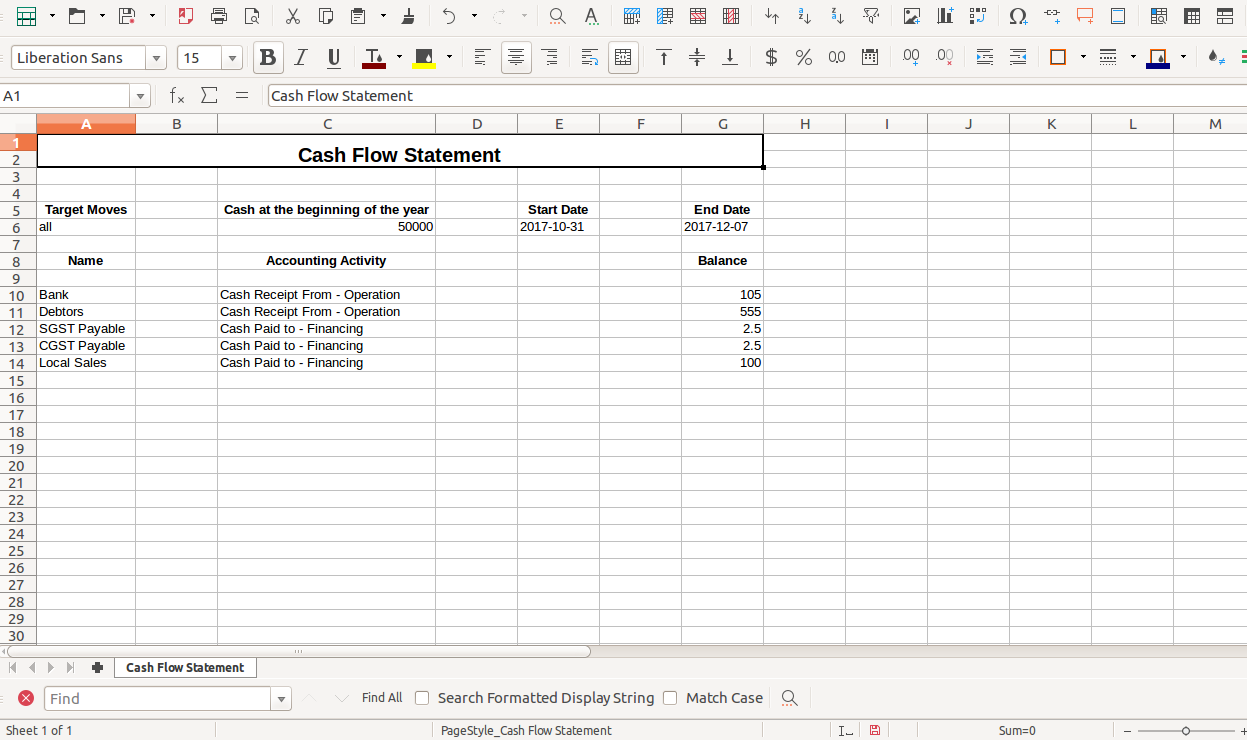 Liberation Sans 15
A1 Cash Flow Statement
A B C D E F G H I J K L M
1 Cash Flow Statement
2
3
4
5 Target Moves Cash at the beginning of the year Start Date End Date
6 all 50000 2017-10-31 2017-12-07
7
8 Name Accounting Activity Balance
9
10 Bank Cash Receipt From - Operation 105
11 Debtors Cash Receipt From - Operation 555
12 SGST Payable Cash Paid to - Financing 2.5
13 CGST Payable Cash Paid to - Financing 2.5
14 Local Sales Cash Paid to - Financing 100
15
16
17
18
19
20
21
22
23
24
25
26
27
28
29
30
Cash Flow Statement
Find Find All Search Formatted Display String Match Case
Sheet 1 of 1 PageStyle_Cash Flow Statement Sum=0